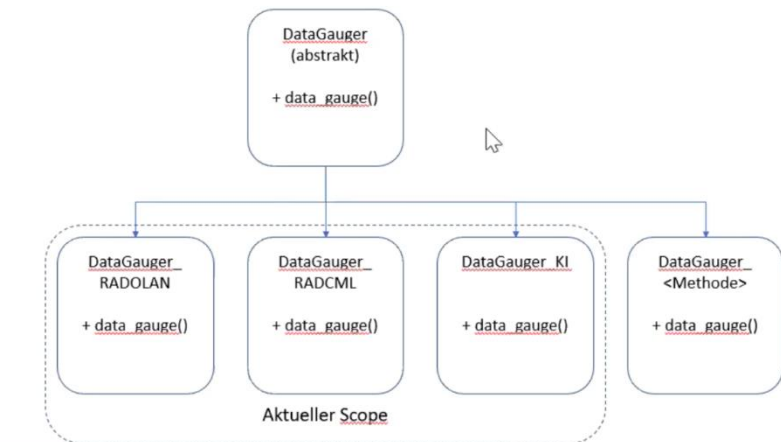 DataGauger
(abstrakt)
+ data_gauge()
DataGauger_
RADOLAN
+ data_gauge()
DataGauger_
RADCML
+ data_gauge()
DataGauger_KI
+ data_gauge()
DataGauger_
<Methode>
+ data_gauge()
Aktueller Scope